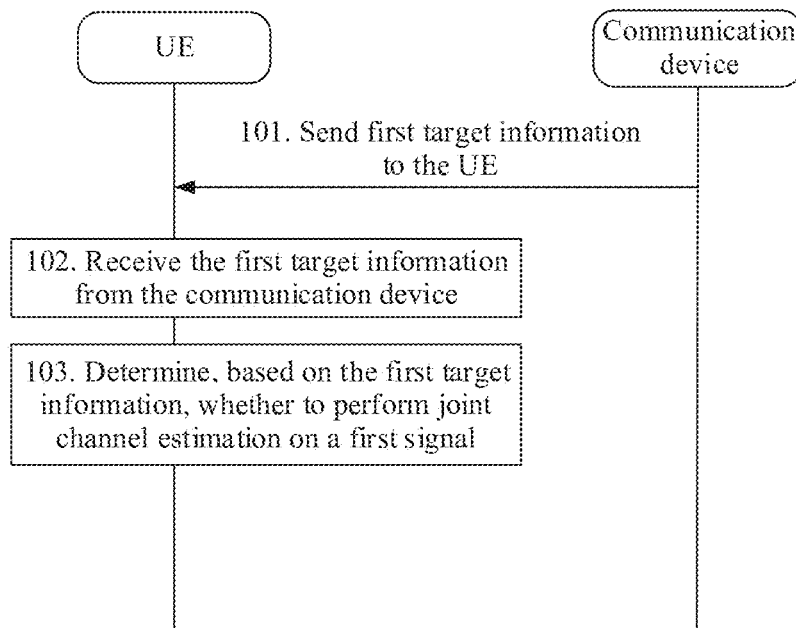 UE
Communication
device
101. Send first target information
to the UE
102. Receive the first target information
from the communication device
103. Determine, based on the first target
information, whether to perform joint
channel estimation on a first signal